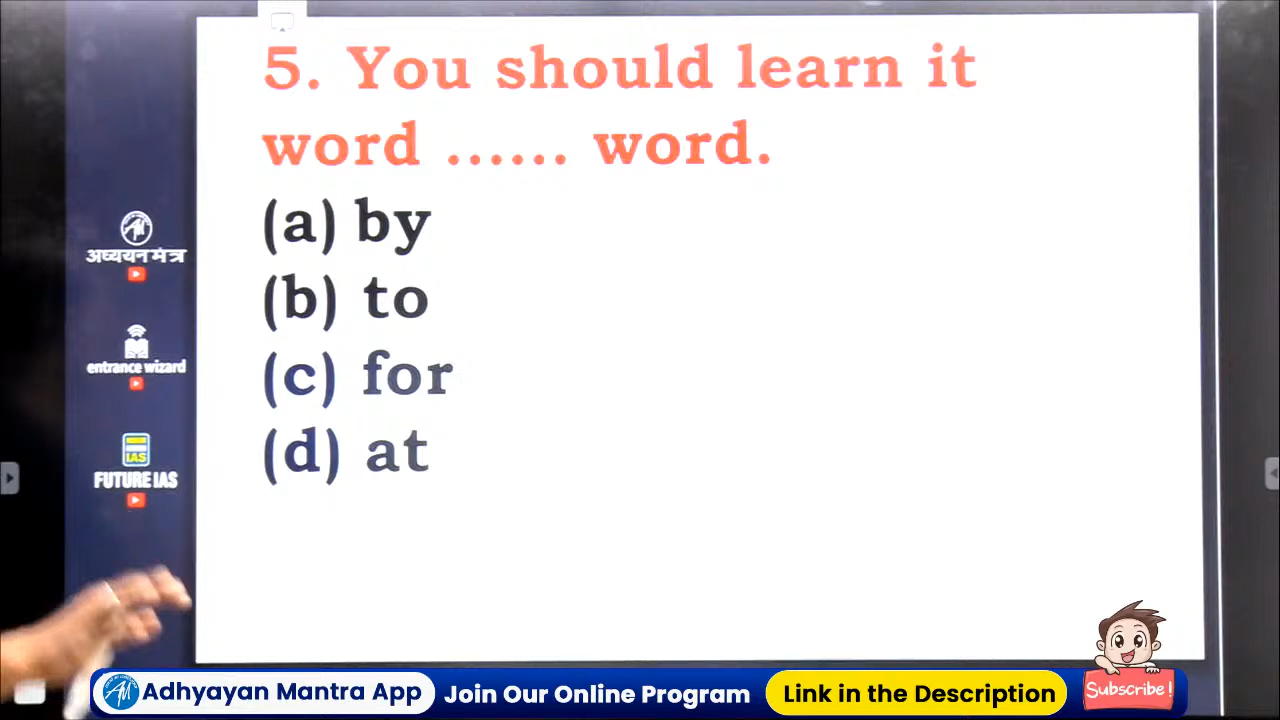 5. You should learn it
word ...... word.
(a) by
(b) to
(c) for
(d) at
अध्ययन मंत्र
entrance wizard
IAS
FUTURE IAS
Adhyayan Mantra App
Join Our Online Program
Link in the Description
Subscribe!